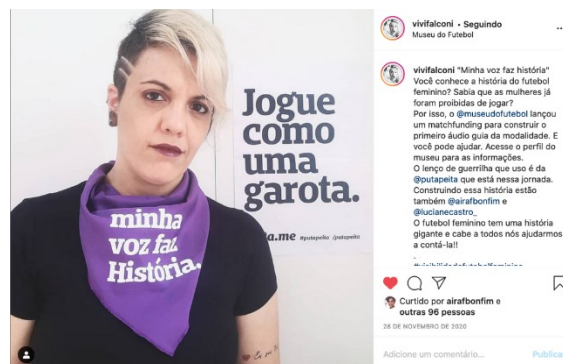 Jogue
como
uma
garota.
a.me #putapeita /putapeita
minha
voz faz
História.
vivifalconi • Seguindo
Museu do Futebol
...
vivifalconi "Minha voz faz história"
Você conhece a história do futebol
feminino? Sabia que as mulheres já
foram proibidas de jogar?
Por isso, o @museudofutebol lançou
um matchfunding para construir o
primeiro áudio guia da modalidade. E
você pode ajudar. Acesse o perfil do
museu para as informações.
O lenço de guerrilha que uso é da
@putapeita que está nessa jornada.
Construindo essa história estão
também @airafbonfim e
@lucianecastro_
O futebol feminino tem uma história
gigante e cabe a todos nós ajudarmos
a contá-la!!
.
#visibilidadefutebolfeminino
Curtido por airafbonfim e
outras 96 pessoas
28 DE NOVEMBRO DE 2020
Adicione um comentário... Publicar